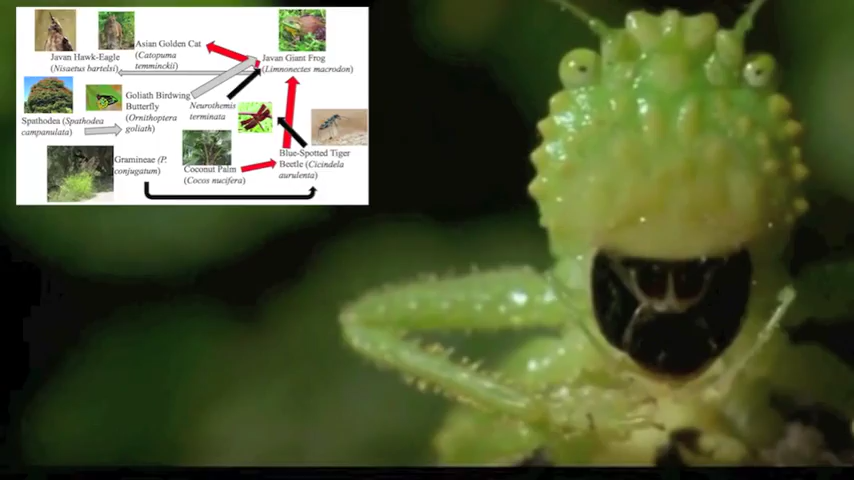 Asian Golden Cat
(Catopuma
temminckii)
Javan Hawk-Eagle
(Nisaetus bartelsi)
Javan Giant Frog
(Limnonectes macrodon)
Goliath Birdwing
Butterfly
(Ornithoptera
goliath)
Neurothemis
terminata
Spathodea (Spathodea
campanulata)
Gramineae (P.
conjugatum)
Coconut Palm
(Cocos nucifera)
Blue-Spotted Tiger
Beetle (Cicindela
aurulenta)